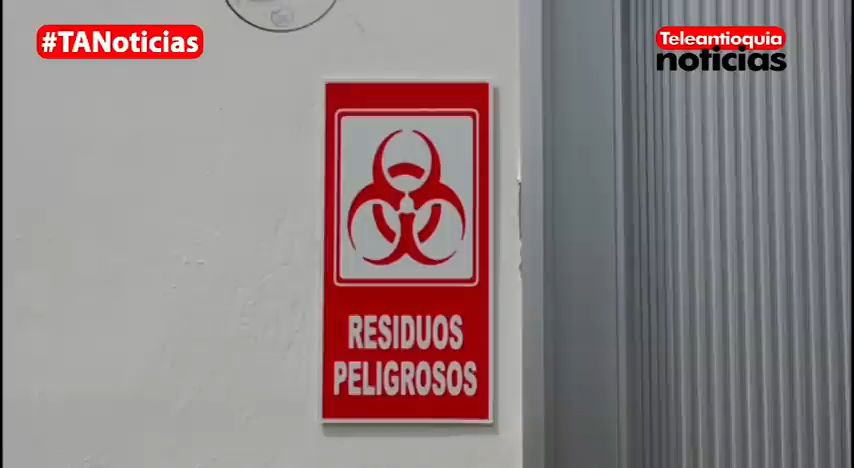 #TANoticias
Teleantioquia
noticias
RESIDUOS
PELIGROSOS